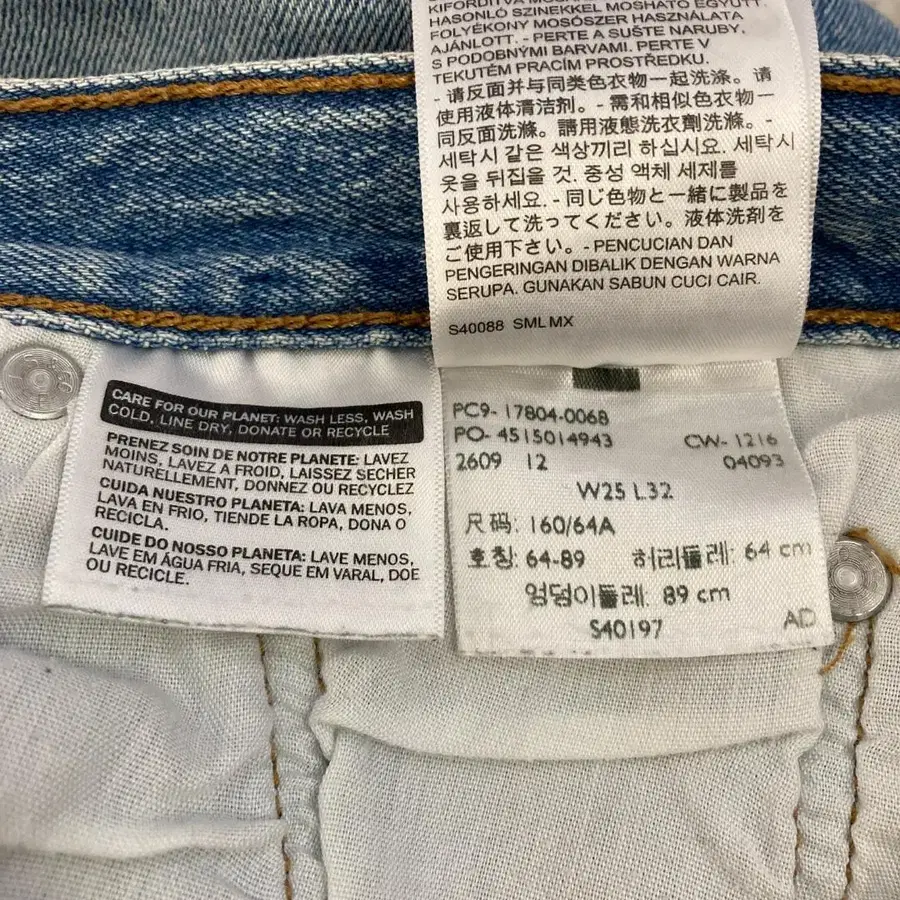 KIFORDÍTVA
HASONLÓ SZINEKKEL MOSHATÓ EGYÜTT
FOLYÉKONY MOSÓSZER HASZNÁLATA
AJÁNLOTT. - PERTE A SUŠTE NARUBY,
S PODOBNÝMI BARVAMI. PERTE V
TEKUTÉM PRACÍM PROSTŘEDKU.
- 请反面并与同类色衣物一起洗涤。请
使用液体清洁剂。- 需和相似色衣物一
同反面洗滌。請用液態洗衣劑洗滌。-
세탁시 같은 색상끼리 하십시요. 세탁시
옷을 뒤집을 것. 중성 액체 세제를
사용하세요. - 同じ色物と一緒に製品を
裏返して洗ってください。液体洗剤を
ご使用下さい。- PENCUCIAN DAN
PENGERINGAN DIBALIK DENGAN WARNA
SERUPA. GUNAKAN SABUN CUCI CAIR.
S40088 SML MX
CARE FOR OUR PLANET: WASH LESS, WASH
COLD, LINE DRY, DONATE OR RECYCLE
PRENEZ SOIN DE NOTRE PLANETE: LAVEZ
MOINS, LAVEZ A FROID, LAISSEZ SECHER
NATURELLEMENT, DONNEZ OU RECYCLEZ
CUIDA NUESTRO PLANETA: LAVA MENOS,
LAVA EN FRIO, TIENDE LA ROPA, DONA O
RECICLA.
CUIDE DO NOSSO PLANETA: LAVE MENOS,
LAVE EM ÁGUA FRIA, SEQUE EM VARAL, DOE
OU RECICLE.
PC9- 17804-0068
PO- 4515014943 CW- 1216
2609 12 04093
W25 L32
尺码: 160/64A
호칭: 64-89 허리둘레: 64 cm
엉덩이둘레: 89 cm
S40197 AD